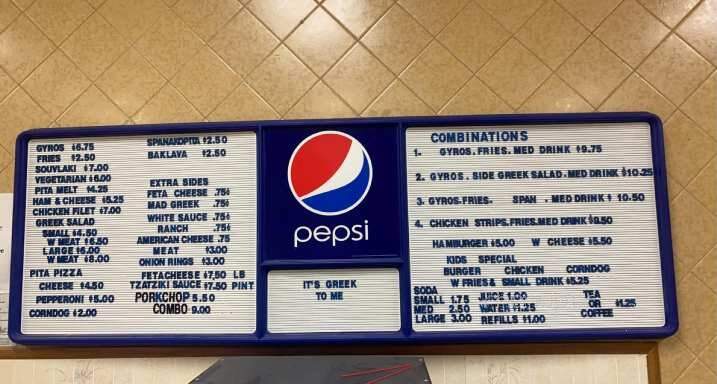 GYROS $6.75
FRIES $2.50
SOUVLAKI $7.00
VEGETARIAN $6.00
PITA MELT $4.25
HAM & CHEESE $5.25
CHICKEN FILET $7.00
GREEK SALAD
SMALL $4.50
W MEAT $6.50
LARGE $6.00
W MEAT $8.00
PITA PIZZA
CHEESE $4.50
PEPPERONI $5.00
CORNDOG $2.00
SPANAKOPITA $2.50
BAKLAVA $2.50
EXTRA SIDES
FETA CHEESE .75¢
MAD GREEK .75¢
WHITE SAUCE .75¢
RANCH .75¢
AMERICAN CHEESE .75
MEAT $3.00
ONION RINGS $3.00
FETACHEESE $7.50 LB
TZATZIKI SAUCE $7.50 PINT
PORKCHOP 5.50
COMBO 9.00
pepsi
IT'S GREEK
TO ME
COMBINATIONS
1. GYROS.FRIES. MED DRINK $9.75
2. GYROS. SIDE GREEK SALAD. MED DRINK $10.25
3. GYROS.FRIES. SPAN . MED DRINK $ 10.50
4. CHICKEN STRIPS.FRIES.MED DRINK $9.50
HAMBURGER $5.00 W CHEESE $5.50
KIDS SPECIAL
BURGER CHICKEN CORNDOG
W FRIES & SMALL DRINK $5.25
SODA
SMALL 1.75 JUICE 1.00
MED 2.50 WATER $1.25
LARGE 3.00 REFILLS $1.00
TEA
OR $1.25
COFFEE